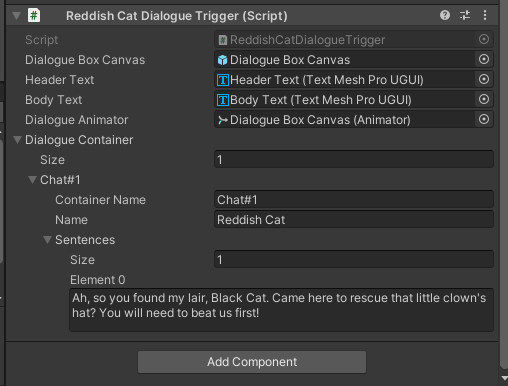 Reddish Cat Dialogue Trigger (Script)
Script ReddishCatDialogueTrigger
Dialogue Box Canvas Dialogue Box Canvas
Header Text Header Text (Text Mesh Pro UGUI)
Body Text Body Text (Text Mesh Pro UGUI)
Dialogue Animator Dialogue Box Canvas (Animator)
Dialogue Container
Size 1
Chat#1
Container Name Chat#1
Name Reddish Cat
Sentences
Size 1
Element 0
Ah, so you found my lair, Black Cat. Came here to rescue that little clown's
hat? You will need to beat us first!
Add Component